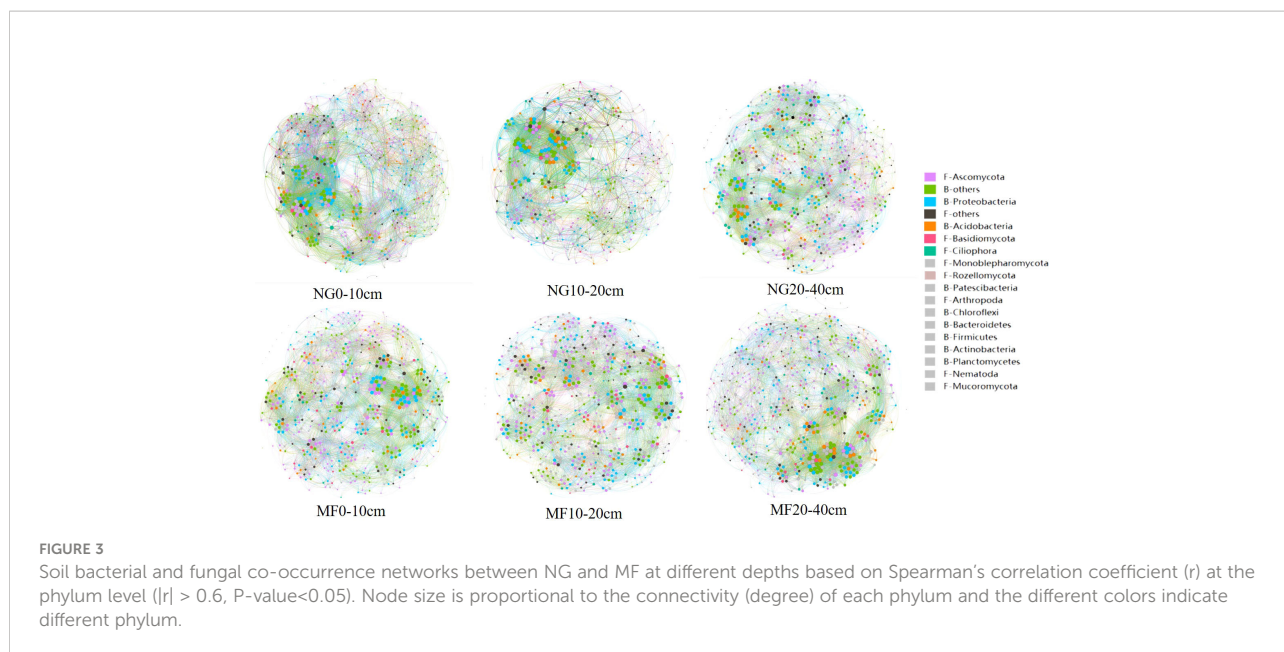 F-Ascomycota
B-others
B-Proteobacteria
F-others
B-Acidobacteria
F-Basidiomycota
F-Ciliophora
F-Monoblepharomycota
F-Rozellomycota
B-Patescibacteria
F-Arthropoda
B-Chloroflexi
B-Bacteroidetes
B-Firmicutes
B-Actinobacteria
B-Planctomycetes
F-Nematoda
F-Mucoromycota
NG0-10cm
NG10-20cm
NG20-40cm
MF0-10cm
MF10-20cm
MF20-40cm
FIGURE 3
Soil bacterial and fungal co-occurrence networks between NG and MF at different depths based on Spearman’s correlation coefficient (r) at the
phylum level (|r| > 0.6, P-value<0.05). Node size is proportional to the connectivity (degree) of each phylum and the different colors indicate
different phylum.